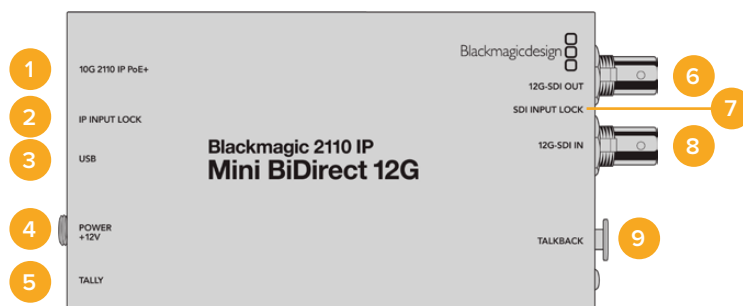 1
10G 2110 IP PoE+
2
IP INPUT LOCK
3
USB
4
POWER
+12V
5
TALLY
Blackmagic 2110 IP
Mini BiDirect 12G
Blackmagicdesign
12G-SDI OUT
6
SDI INPUT LOCK
7
12G-SDI IN
8
TALKBACK
9